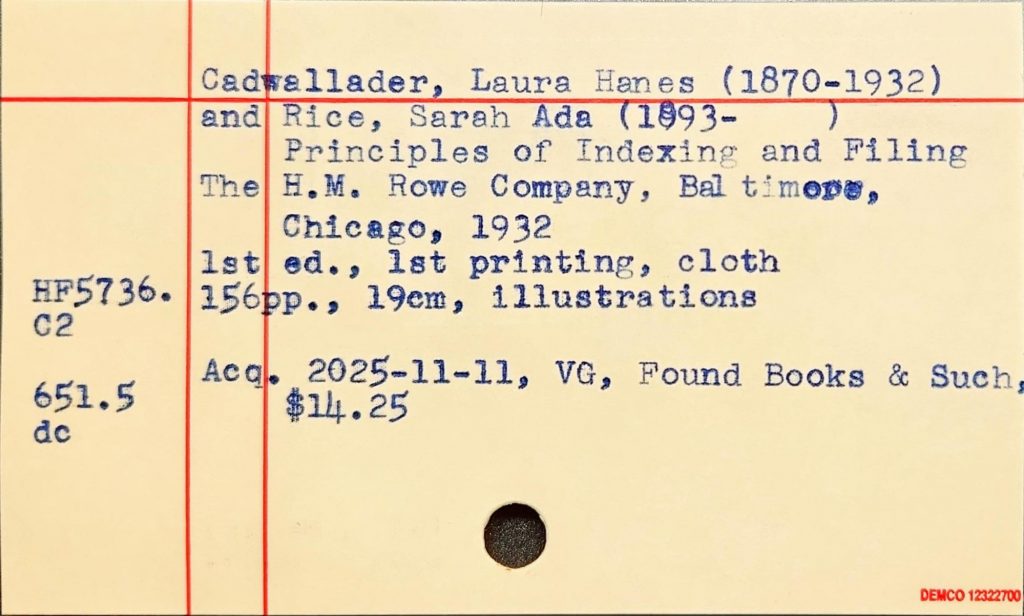 Cadwallader, Laura Hanes (1870-1932)
and Rice, Sarah Ada (1893-    )
Principles of Indexing and Filing
The H.M. Rowe Company, Baltimore,
Chicago, 1932
1st ed., 1st printing, cloth
HF5736.
C2
156pp., 19cm, illustrations
Acq. 2025-11-11, VG, Found Books & Such,
$14.25
651.5
dc
DEMCO 12322700